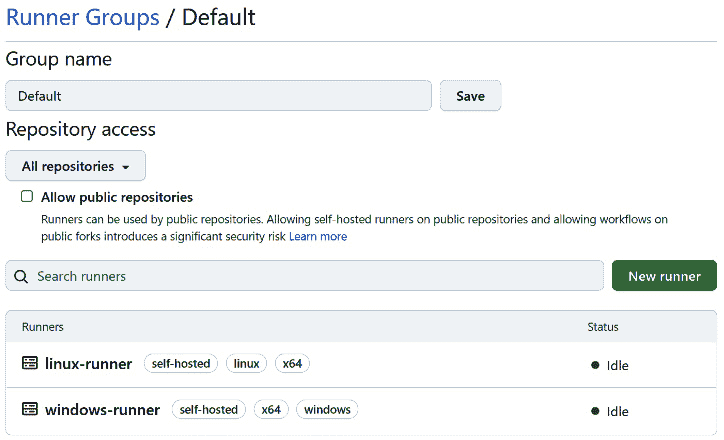 Runner Groups / Default
Group name
Default
Save
Repository access
All repositories
Allow public repositories
Runners can be used by public repositories. Allowing self-hosted runners on public repositories and allowing workflows on
public forks introduces a significant security risk Learn more
Search runners
New runner
Runners Status
linux-runner self-hosted linux x64 Idle
windows-runner self-hosted x64 windows Idle